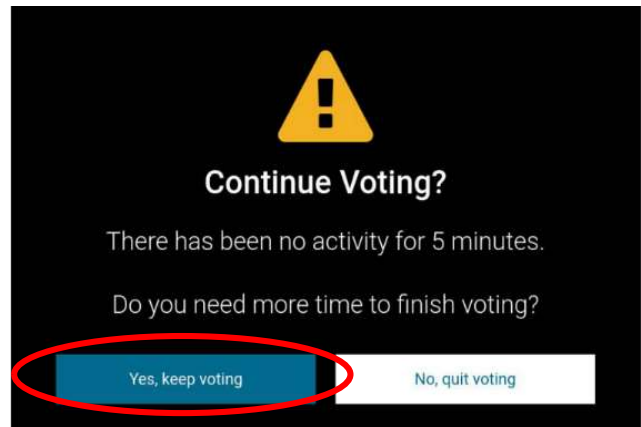 Continue Voting?
There has been no activity for 5 minutes.
Do you need more time to finish voting?
Yes, keep voting
No, quit voting